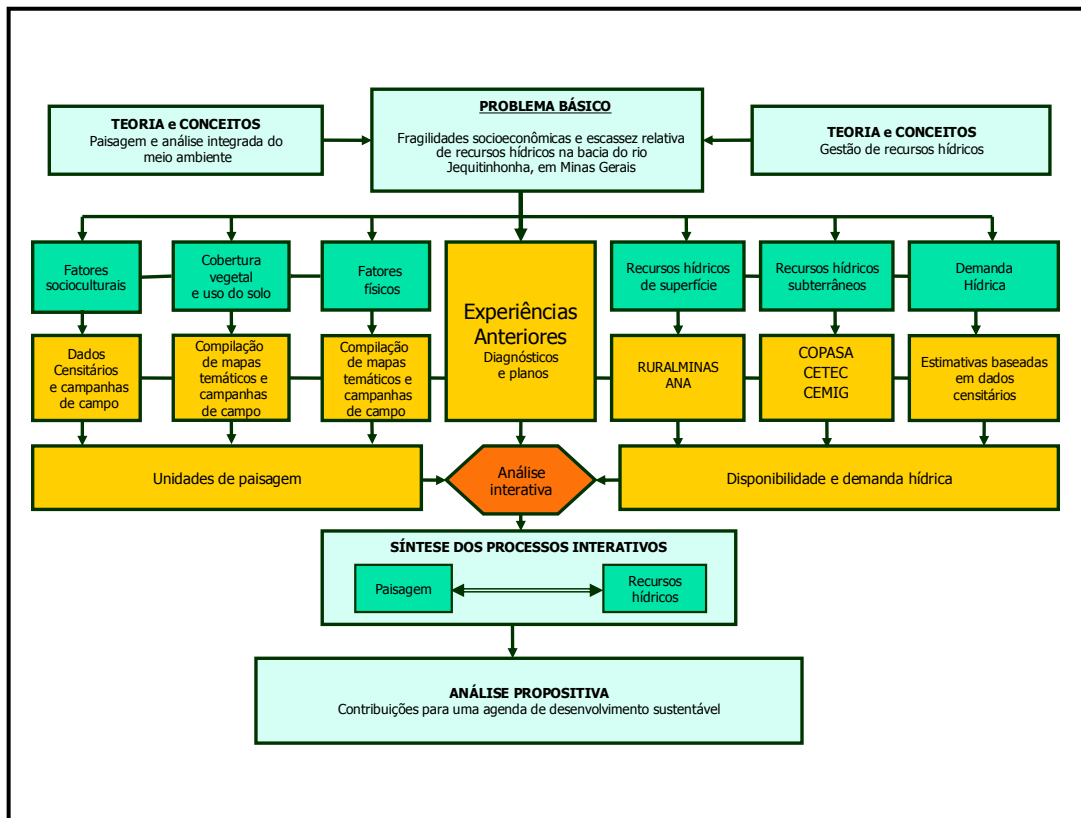 PROBLEMA BÁSICO
Fragilidades socioeconômicas e escassez relativa
de recursos hídricos na bacia do rio
Jequitinhonha, em Minas Gerais
TEORIA e CONCEITOS
Paisagem e análise integrada do
meio ambiente
TEORIA e CONCEITOS
Gestão de recursos hídricos
Fatores
socioculturais
Cobertura
vegetal
e uso do solo
Fatores
físicos
Experiências
Anteriores
Diagnósticos
e planos
Recursos hídricos
de superfície
Recursos hídricos
subterrâneos
Demanda
Hídrica
Dados
Censitários
e campanhas
de campo
Compilação
de mapas
temáticos e
campanhas
de campo
Compilação
de mapas
temáticos e
campanhas
de campo
RURALMINAS
ANA
COPASA
CETEC
CEMIG
Estimativas baseadas
em dados
censitários
Unidades de paisagem
Análise
interativa
Disponibilidade e demanda hídrica
SÍNTESE DOS PROCESSOS INTERATIVOS
Paisagem
Recursos
hídricos
ANÁLISE PROPOSITIVA
Contribuições para uma agenda de desenvolvimento sustentável